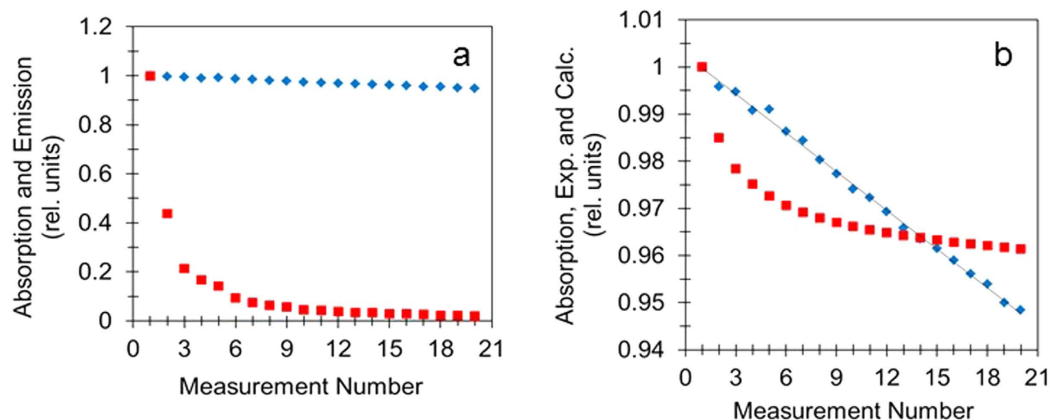 Absorption and Emission
(rel. units)
1.2
1
0.8
0.6
0.4
0.2
0
0 3 6 9 12 15 18 21
Measurement Number
a
Absorption, Exp. and Calc.
(rel. units)
1.01
1
0.99
0.98
0.97
0.96
0.95
0.94
0 3 6 9 12 15 18 21
Measurement Number
b